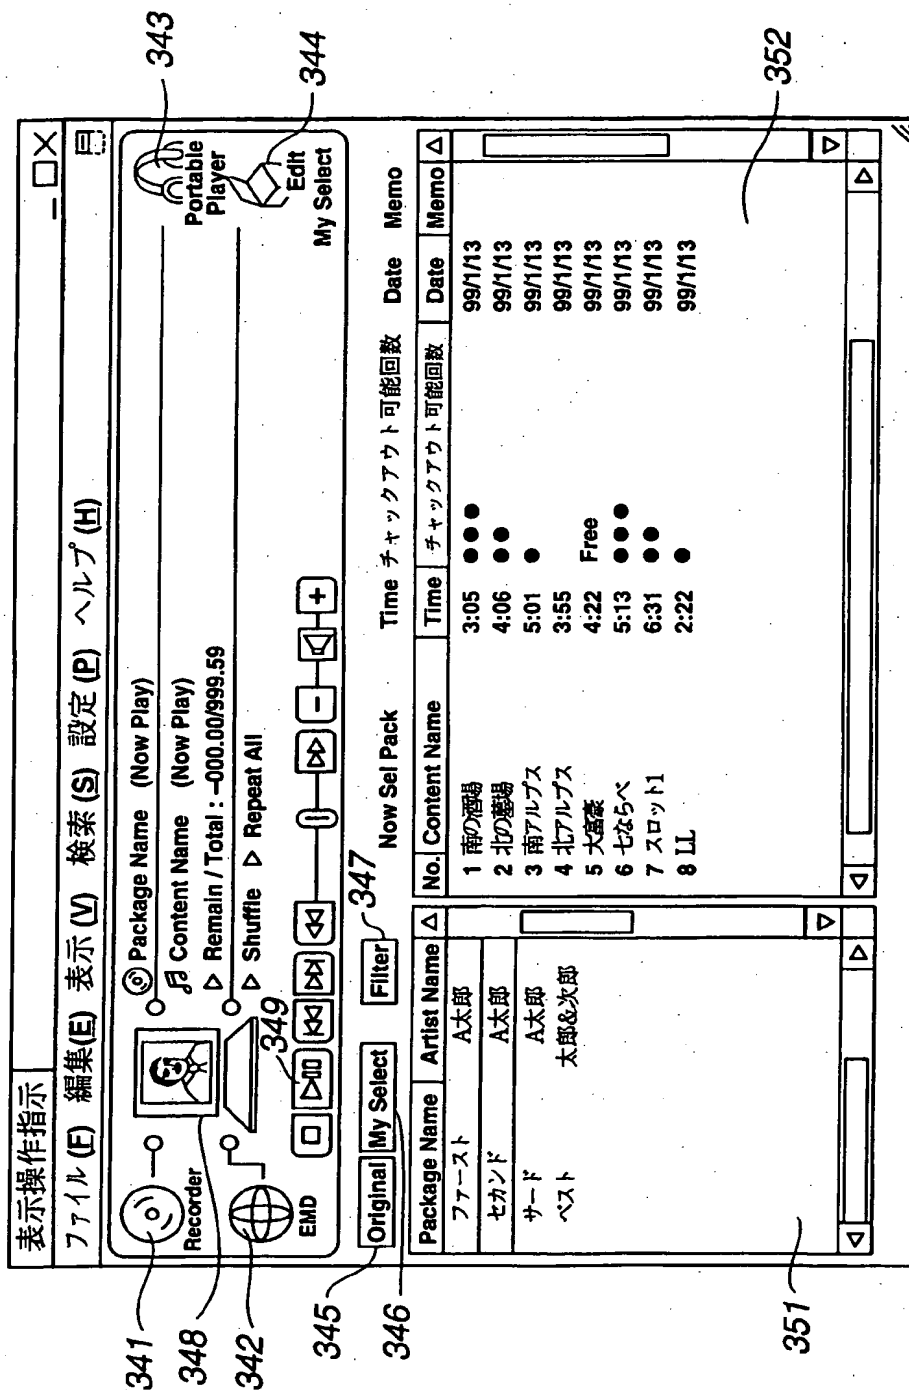 表示操作指示
ファイル (F) 編集(E) 表示 (V) 検索 (S) 設定 (P) ヘルプ (H)
Recorder
EMD
Package Name (Now Play)
Content Name (Now Play)
▷ Remain / Total : –000.00/999.59
▷ Shuffle ▷ Repeat All
Portable
Player
Edit
My Select
Original My Select Filter
Now Sel Pack Time チャックアウト可能回数 Date Memo
Package Name Artist Name
ファースト A太郎
セカンド A太郎
サード A太郎
ベスト 太郎&次郎
No. Content Name Time チャックアウト可能回数 Date Memo
1 南の酒場 3:05 ●●● 99/1/13
2 北の墓場 4:06 ●● 99/1/13
3 南アルプス 5:01 ● 99/1/13
4 北アルプス 3:55 99/1/13
5 大富豪 4:22 Free 99/1/13
6 七ならべ 5:13 ●●● 99/1/13
7 スロット1 6:31 ●● 99/1/13
8 LL 2:22 ● 99/1/13
341
348
342
345
346
349
347
343
344
351
352